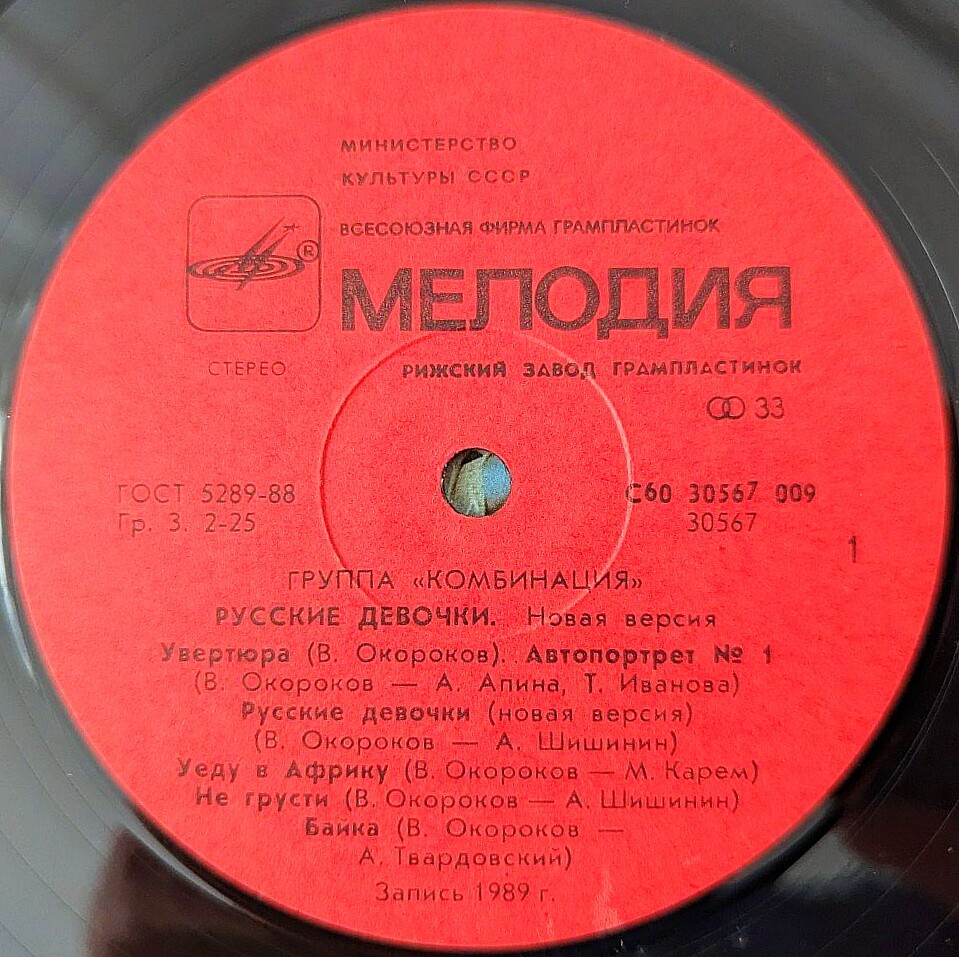 МИНИСТЕРСТВО
КУЛЬТУРЫ СССР
ВСЕСОЮЗНАЯ ФИРМА ГРАМПЛАСТИНОК
®
МЕЛОДИЯ
СТЕРЕО
РИЖСКИЙ ЗАВОД ГРАМПЛАСТИНОК
33
ГОСТ 5289-88
Гр. 3. 2-25
С60 30567 009
30567
1
ГРУППА «КОМБИНАЦИЯ»
РУССКИЕ ДЕВОЧКИ. Новая версия
Увертюра (В. Окороков). Автопортрет № 1
(В. Окороков — А. Апина, Т. Иванова)
Русские девочки (новая версия)
(В. Окороков — А. Шишинин)
Уеду в Африку (В. Окороков — М. Карем)
Не грусти (В. Окороков — А. Шишинин)
Байка (В. Окороков —
А. Твардовский)
Запись 1989 г.